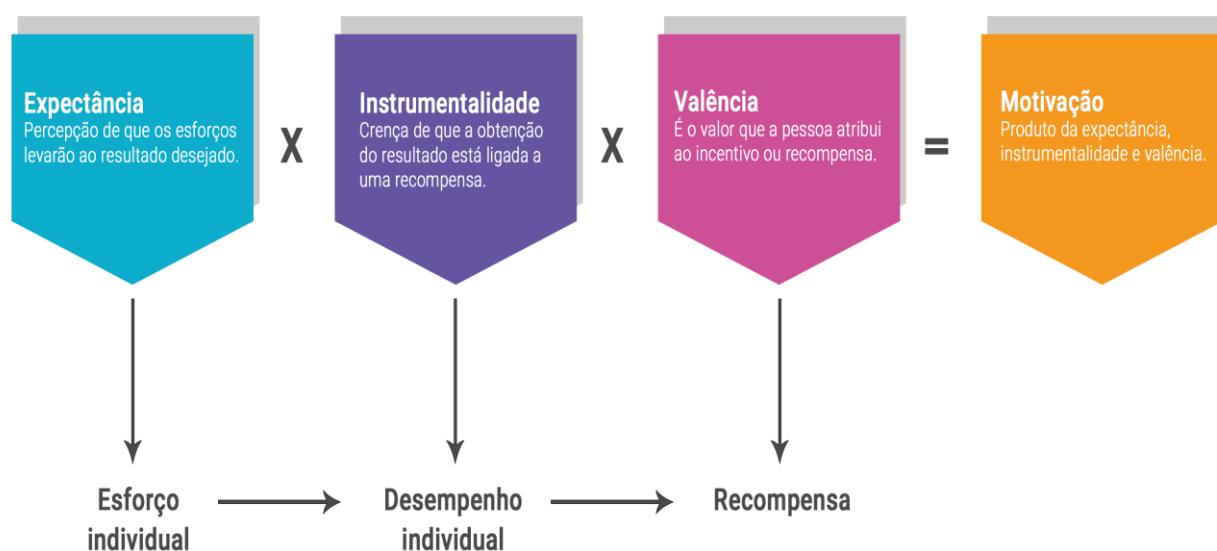 Expectância
Percepção de que os esforços
levarão ao resultado desejado.
X
Instrumentalidade
Crença de que a obtenção
do resultado está ligada a
uma recompensa.
X
Valência
É o valor que a pessoa atribui
ao incentivo ou recompensa.
=
Motivação
Produto da expectância,
instrumentalidade e valência.
Esforço
individual
Desempenho
individual
Recompensa